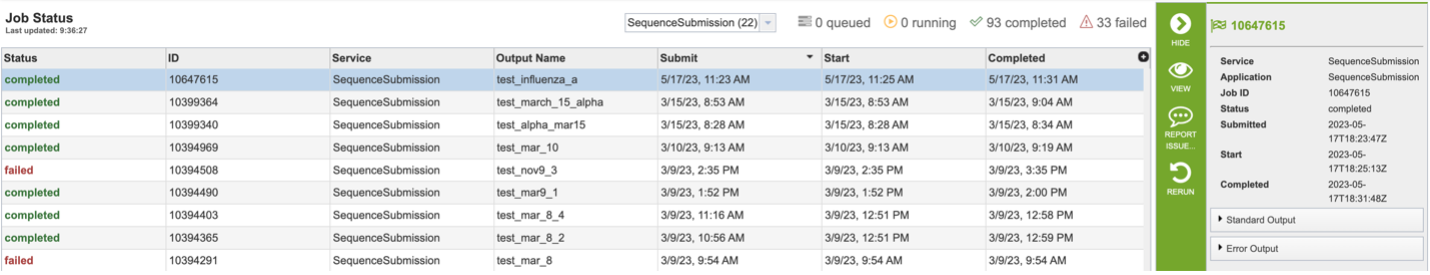 Job Status
Last updated: 9:36:27
SequenceSubmission (22) 0 queued 0 running 93 completed 33 failed
Status ID Service Output Name Submit Start Completed
completed 10647615 SequenceSubmission test_influenza_a 5/17/23, 11:23 AM 5/17/23, 11:25 AM 5/17/23, 11:31 AM
completed 10399364 SequenceSubmission test_march_15_alpha 3/15/23, 8:53 AM 3/15/23, 8:53 AM 3/15/23, 9:04 AM
completed 10399340 SequenceSubmission test_alpha_mar15 3/15/23, 8:28 AM 3/15/23, 8:28 AM 3/15/23, 8:34 AM
completed 10394969 SequenceSubmission test_mar_10 3/10/23, 9:13 AM 3/10/23, 9:13 AM 3/10/23, 9:19 AM
failed 10394508 SequenceSubmission test_nov9_3 3/9/23, 2:35 PM 3/9/23, 2:35 PM 3/9/23, 3:35 PM
completed 10394490 SequenceSubmission test_mar9_1 3/9/23, 1:52 PM 3/9/23, 1:52 PM 3/9/23, 2:00 PM
completed 10394403 SequenceSubmission test_mar_8_4 3/9/23, 11:16 AM 3/9/23, 12:51 PM 3/9/23, 12:58 PM
completed 10394365 SequenceSubmission test_mar_8_2 3/9/23, 10:56 AM 3/9/23, 12:51 PM 3/9/23, 12:59 PM
failed 10394291 SequenceSubmission test_mar_8 3/9/23, 9:54 AM 3/9/23, 9:54 AM 3/9/23, 9:54 AM
HIDE
VIEW
REPORT
ISSUE...
RERUN
10647615
Service SequenceSubmission
Application SequenceSubmission
Job ID 10647615
Status completed
Submitted 2023-05-
17T18:23:47Z
Start 2023-05-
17T18:25:13Z
Completed 2023-05-
17T18:31:48Z
Standard Output
Error Output